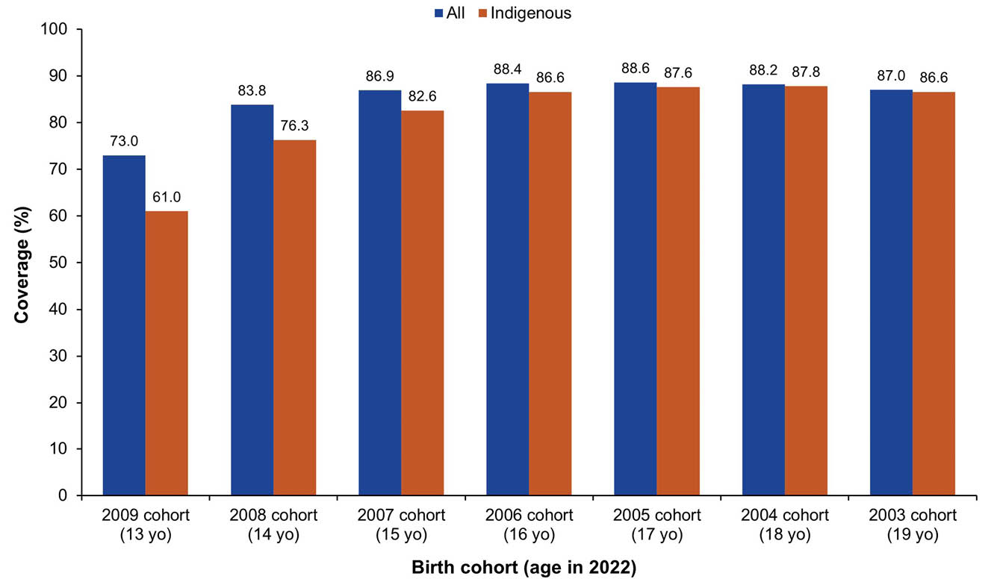 All Indigenous
100
90
80
70
60
50
40
30
20
10
0
Coverage (%)
73.0
61.0
83.8
76.3
86.9
82.6
88.4
86.6
88.6
87.6
88.2
87.8
87.0
86.6
2009 cohort
(13 yo)
2008 cohort
(14 yo)
2007 cohort
(15 yo)
2006 cohort
(16 yo)
2005 cohort
(17 yo)
2004 cohort
(18 yo)
2003 cohort
(19 yo)
Birth cohort (age in 2022)